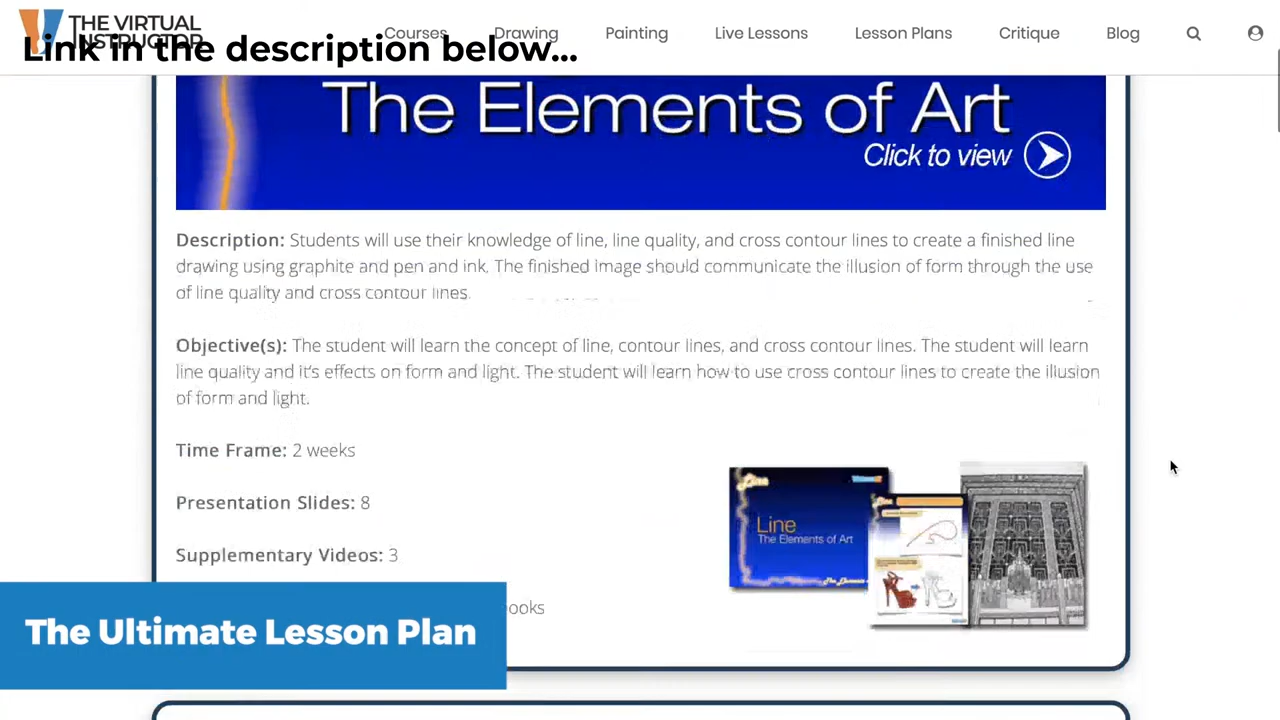 THE VIRTUAL
INSTRUCTOR
Courses
Drawing
Painting
Live Lessons
Lesson Plans
Critique
Blog
Link in the description below...
The Elements of Art
Click to view
Description: Students will use their knowledge of line, line quality, and cross contour lines to create a finished line
drawing using graphite and pen and ink. The finished image should communicate the illusion of form through the use
of line quality and cross contour lines.
Objective(s): The student will learn the concept of line, contour lines, and cross contour lines. The student will learn
line quality and it's effects on form and light. The student will learn how to use cross contour lines to create the illusion
of form and light.
Time Frame: 2 weeks
Presentation Slides: 8
Supplementary Videos: 3
ooks
Line
Line
The Elements of Art
Line
The Ultimate Lesson Plan